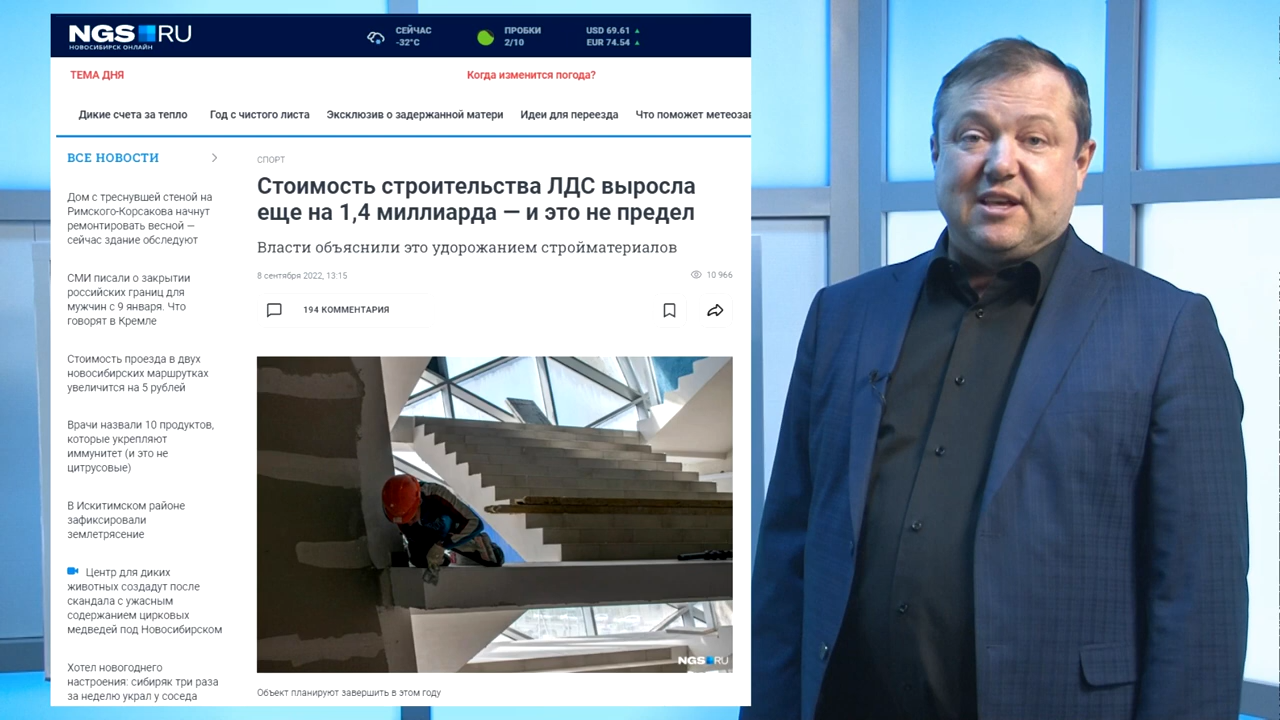 NGS RU
НОВОСИБИРСК ОНЛАЙН
СЕЙЧАС
-32°C
ПРОБКИ
2/10
USD 69.61
EUR 74.54
ТЕМА ДНЯ
Когда изменится погода?
Дикие счета за тепло
Год с чистого листа
Эксклюзив о задержанной матери
Идеи для переезда
Что поможет метеозав
ВСЕ НОВОСТИ
Дом с треснувшей стеной на
Римского-Корсакова начнут
ремонтировать весной —
сейчас здание обследуют
СМИ писали о закрытии
российских границ для
мужчин с 9 января. Что
говорят в Кремле
Стоимость проезда в двух
новосибирских маршрутках
увеличится на 5 рублей
Врачи назвали 10 продуктов,
которые укрепляют
иммунитет (и это не
цитрусовые)
В Искитимском районе
зафиксировали
землетрясение
Центр для диких
животных создадут после
скандала с ужасным
содержанием цирковых
медведей под Новосибирском
Хотел новогоднего
настроения: сибиряк три раза
за неделю украл у соседа
СПОРТ
Стоимость строительства ЛДС выросла
еще на 1,4 миллиарда — и это не предел
Власти объяснили это удорожанием стройматериалов
8 сентября 2022, 13:15
10 966
194 КОММЕНТАРИЯ
NGS RU
Объект планируют завершить в этом году